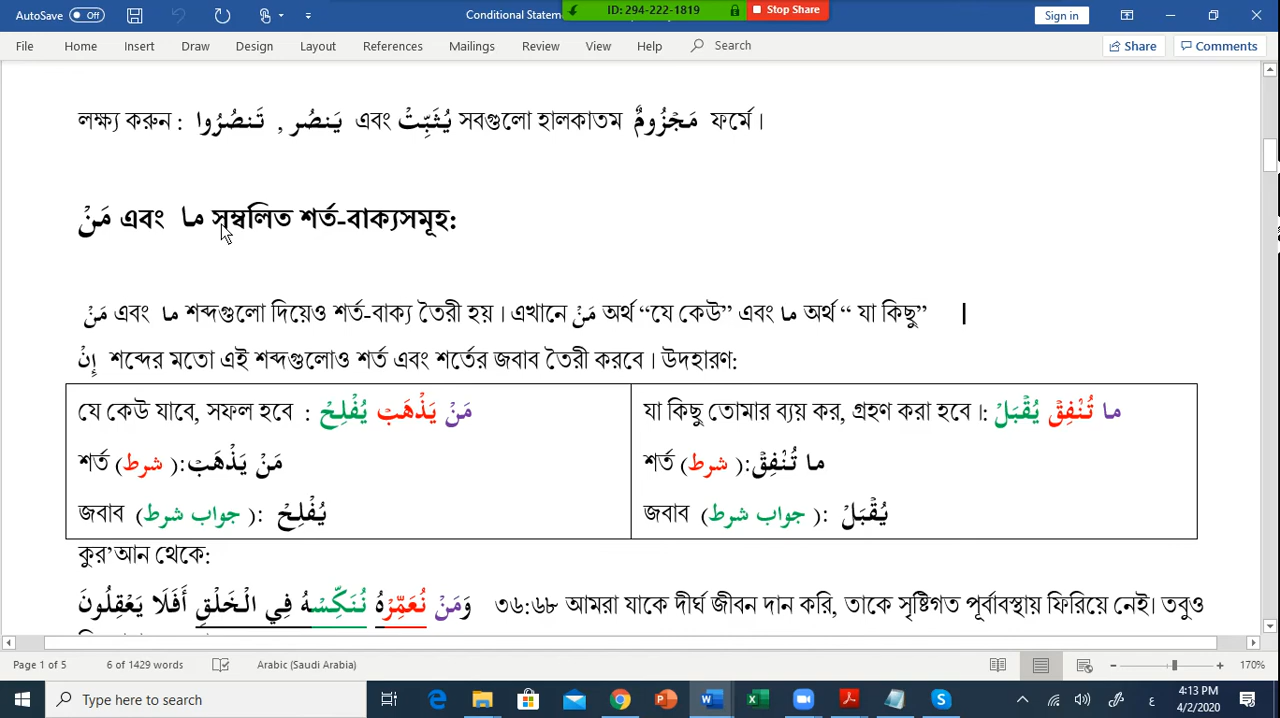 AutoSave Off
Conditional Stateme
ID: 294-222-1819
Stop Share
Sign in
File Home Insert Draw Design Layout References Mailings Review View Help Search Share Comments
লক্ষ্য করুন : تَنصُرُوا , يَنصُر এবং يُثَبِّتْ সবগুলো হালকাতম مَجْزُومٌ ফর্মে।
مَنْ এবং ما সম্বলিত শর্ত-বাক্যসমূহ:
مَنْ এবং ما শব্দগুলো দিয়েও শর্ত-বাক্য তৈরী হয়। এখানে مَنْ অর্থ “যে কেউ” এবং ما অর্থ “ যা কিছু”
إِنْ শব্দের মতো এই শব্দগুলোও শর্ত এবং শর্তের জবাব তৈরী করবে। উদহারণ:
যে কেউ যাবে, সফল হবে : مَنْ يَذْهَبْ يُفْلِحْ
শর্ত (شرط): مَنْ يَذْهَبْ
জবাব (جواب شرط): يُفْلِحْ
যা কিছু তোমার ব্যয় কর, গ্রহণ করা হবে।: ما تُنْفِقْ يُقْبَلْ
শর্ত (شرط): ما تُنْفِقْ
জবাব (جواب شرط): يُقْبَلْ
কুর’আন থেকে:
وَمَنْ نُعَمِّرْهُ نُنَكِّسْهُ فِي الْخَلْقِ أَفَلَا يَعْقِلُونَ ৩৬:৬৮ আমরা যাকে দীর্ঘ জীবন দান করি, তাকে সৃষ্টিগত পূর্বাবস্থায় ফিরিয়ে নেই। তবুও
Page 1 of 5 6 of 1429 words Arabic (Saudi Arabia) 170%
Type here to search
ع
4:13 PM
4/2/2020